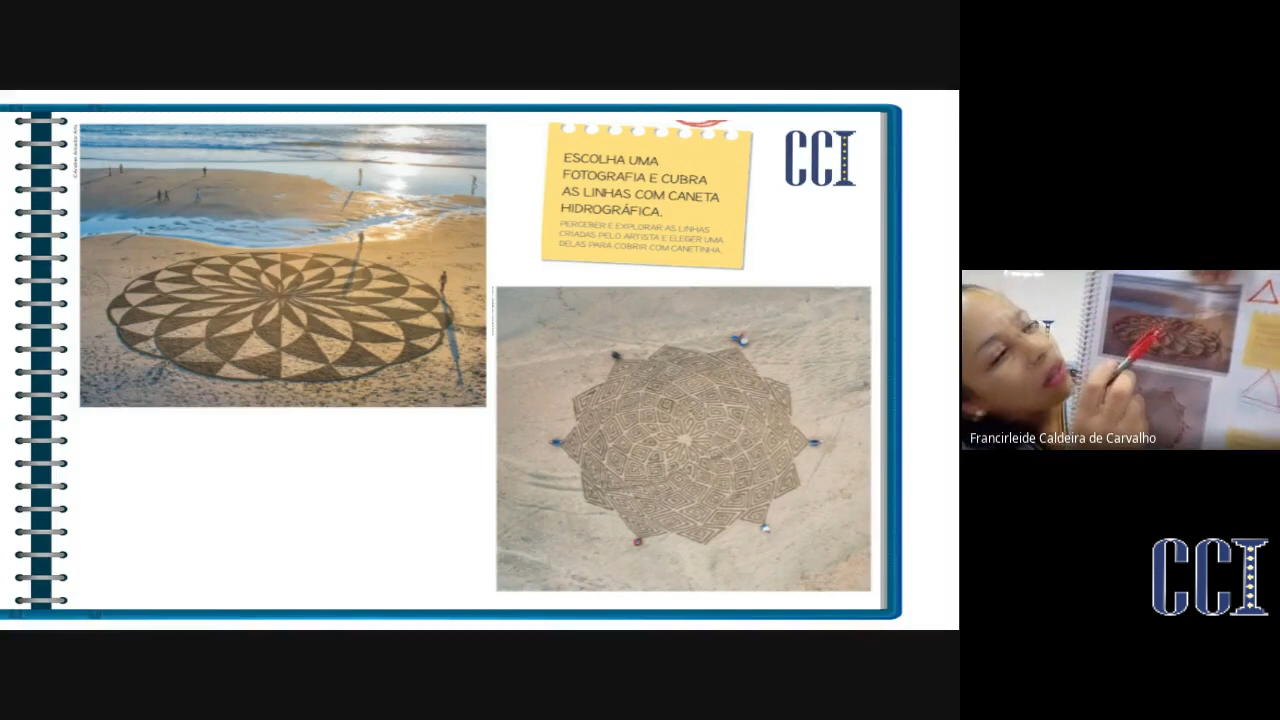 ESCOLHA UMA
FOTOGRAFIA E CUBRA
AS LINHAS COM CANETA
HIDROGRÁFICA.
PERCEBER E EXPLORAR AS LINHAS
CRIADAS PELO ARTISTA E ELEGER UMA
DELAS PARA COBRIR COM CANETINHA.
CCI
Francirleide Caldeira de Carvalho
CCI